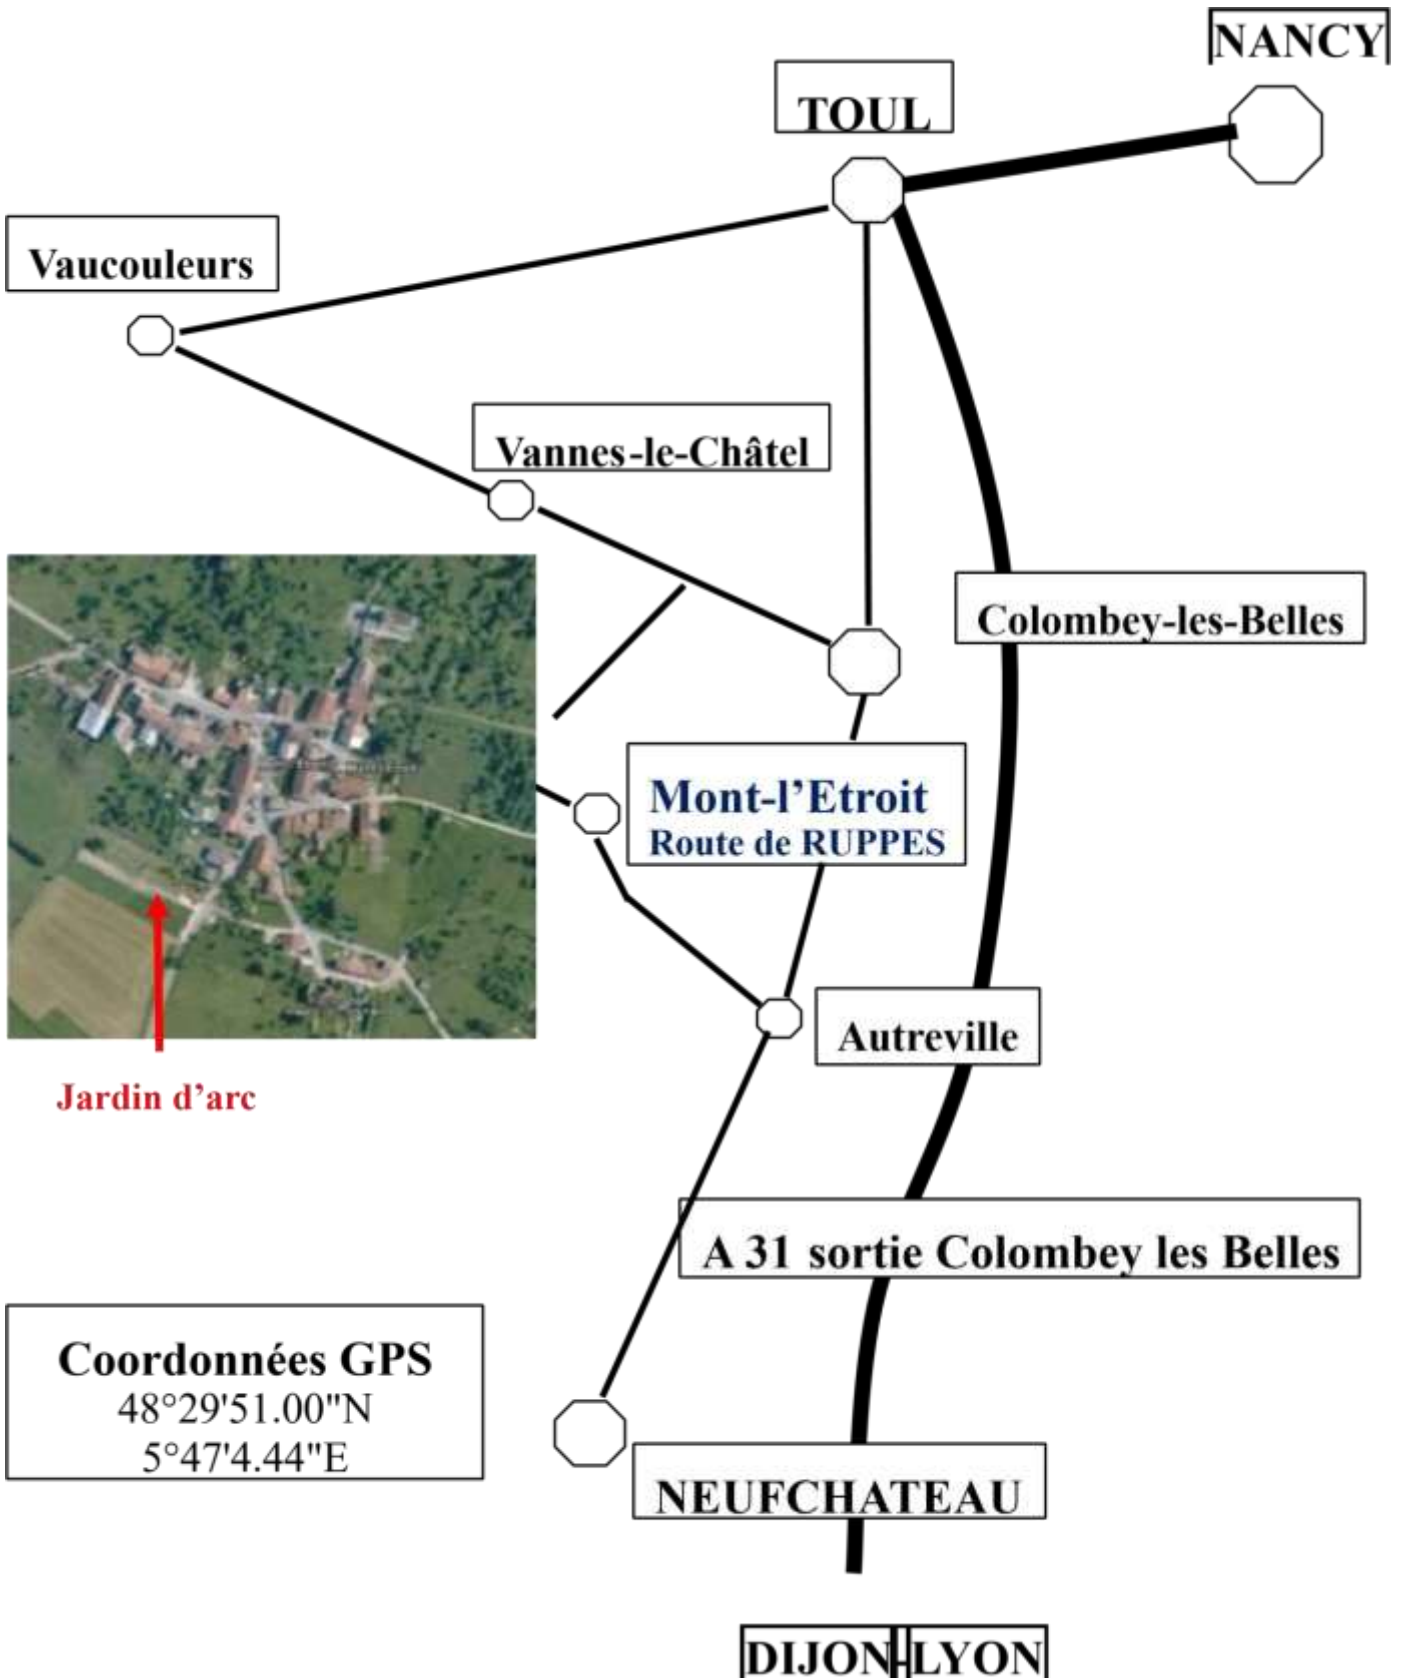 NANCY
TOUL
Vaucouleurs
Vannes-le-Châtel
Colombey-les-Belles
Mont-l’Etroit
Route de RUPPES
Autreville
Jardin d’arc
A 31 sortie Colombey les Belles
Coordonnées GPS
48°29'51.00"N
5°47'4.44"E
NEUFCHATEAU
DIJON-LYON